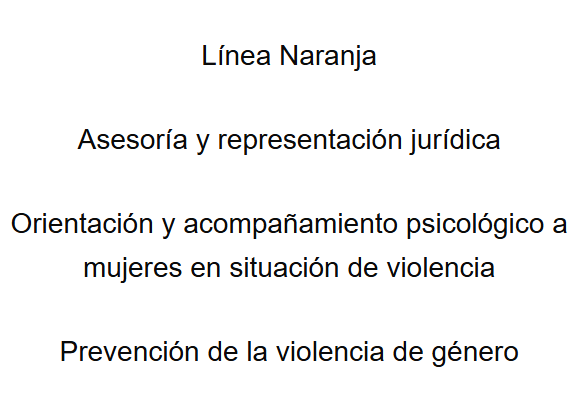 Línea Naranja
Asesoría y representación jurídica
Orientación y acompañamiento psicológico a
mujeres en situación de violencia
Prevención de la violencia de género